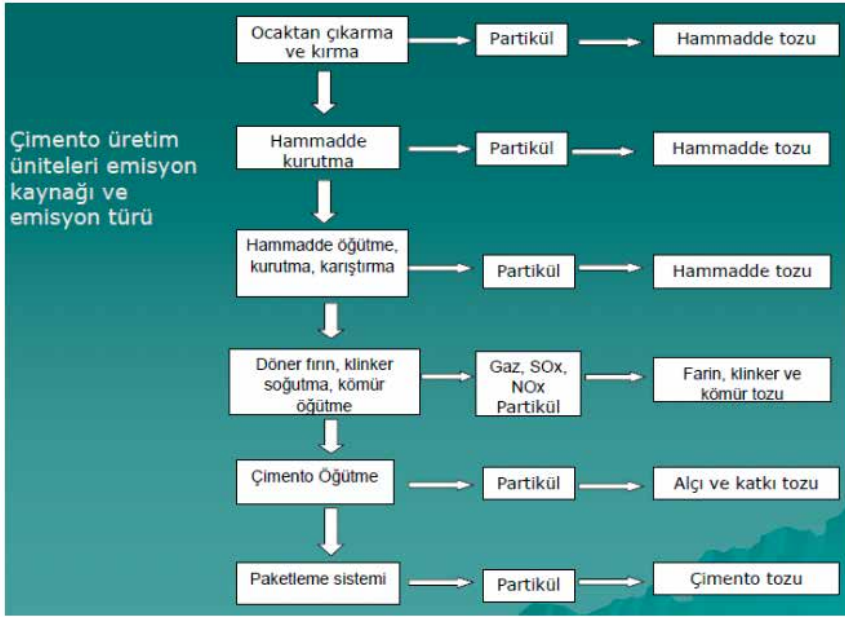 Çimento üretim
üniteleri emisyon
kaynağı ve
emisyon türü
Ocaktan çıkarma
ve kırma
Partikül
Hammadde tozu
Hammadde
kurutma
Partikül
Hammadde tozu
Hammadde öğütme,
kurutma, karıştırma
Partikül
Hammadde tozu
Döner fırın, klinker
soğutma, kömür
öğütme
Gaz, SOx,
NOx
Partikül
Farin, klinker ve
kömür tozu
Çimento Öğütme
Partikül
Alçı ve katkı tozu
Paketleme sistemi
Partikül
Çimento tozu